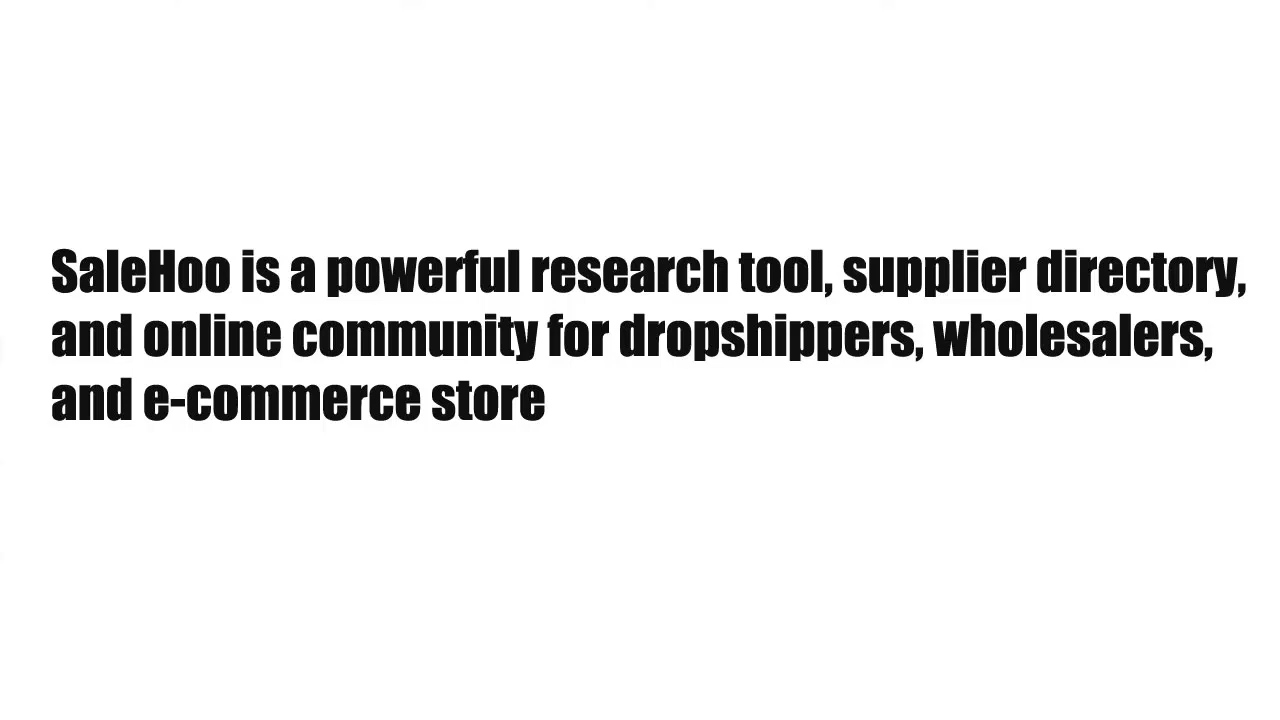 SaleHoo is a powerful research tool, supplier directory,
and online community for dropshippers, wholesalers,
and e-commerce store